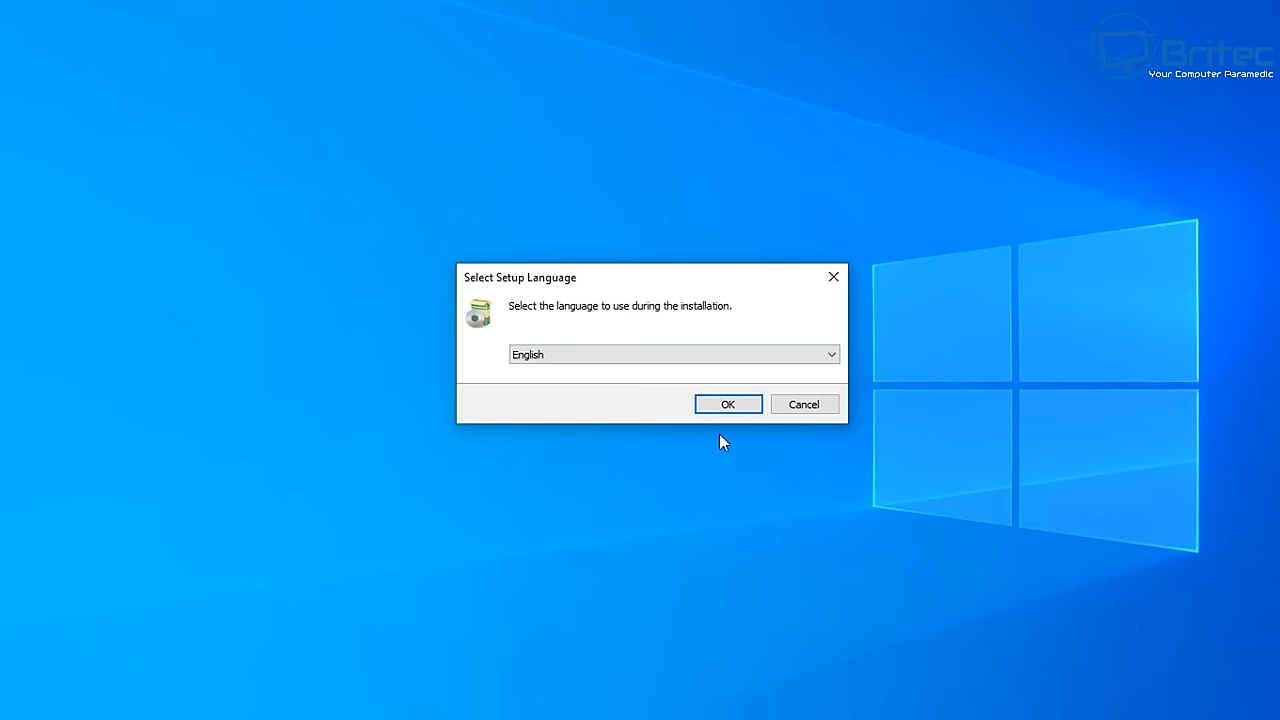 Britec
Your Computer Paramedic
Select Setup Language
Select the language to use during the installation.
English
OK
Cancel